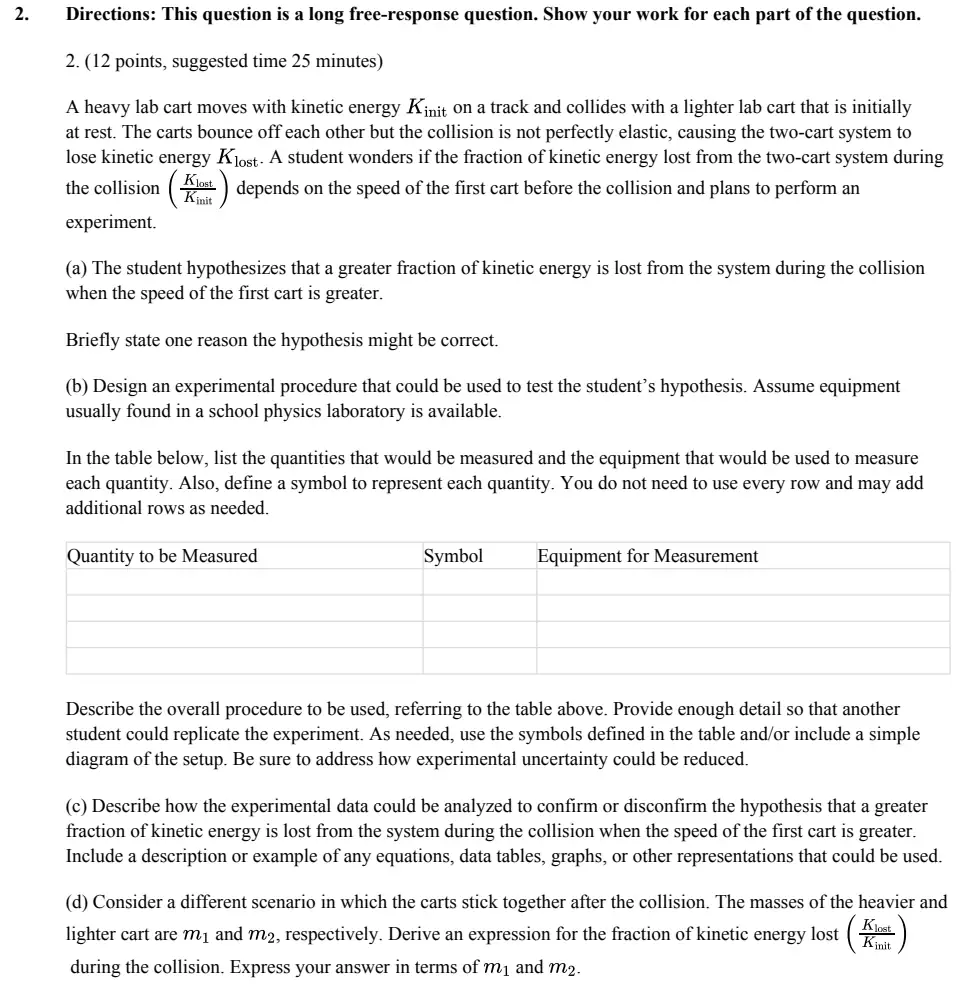 2. Directions: This question is a long free-response question. Show your work for each part of the question.
2. (12 points, suggested time 25 minutes)
A heavy lab cart moves with kinetic energy K_init on a track and collides with a lighter lab cart that is initially
at rest. The carts bounce off each other but the collision is not perfectly elastic, causing the two-cart system to
lose kinetic energy K_lost. A student wonders if the fraction of kinetic energy lost from the two-cart system during
the collision (K_lost/K_init) depends on the speed of the first cart before the collision and plans to perform an
experiment.
(a) The student hypothesizes that a greater fraction of kinetic energy is lost from the system during the collision
when the speed of the first cart is greater.
Briefly state one reason the hypothesis might be correct.
(b) Design an experimental procedure that could be used to test the student’s hypothesis. Assume equipment
usually found in a school physics laboratory is available.
In the table below, list the quantities that would be measured and the equipment that would be used to measure
each quantity. Also, define a symbol to represent each quantity. You do not need to use every row and may add
additional rows as needed.
Quantity to be Measured Symbol Equipment for Measurement
Describe the overall procedure to be used, referring to the table above. Provide enough detail so that another
student could replicate the experiment. As needed, use the symbols defined in the table and/or include a simple
diagram of the setup. Be sure to address how experimental uncertainty could be reduced.
(c) Describe how the experimental data could be analyzed to confirm or disconfirm the hypothesis that a greater
fraction of kinetic energy is lost from the system during the collision when the speed of the first cart is greater.
Include a description or example of any equations, data tables, graphs, or other representations that could be used.
(d) Consider a different scenario in which the carts stick together after the collision. The masses of the heavier and
lighter cart are m₁ and m₂, respectively. Derive an expression for the fraction of kinetic energy lost (K_lost/K_init)
during the collision. Express your answer in terms of m₁ and m₂.